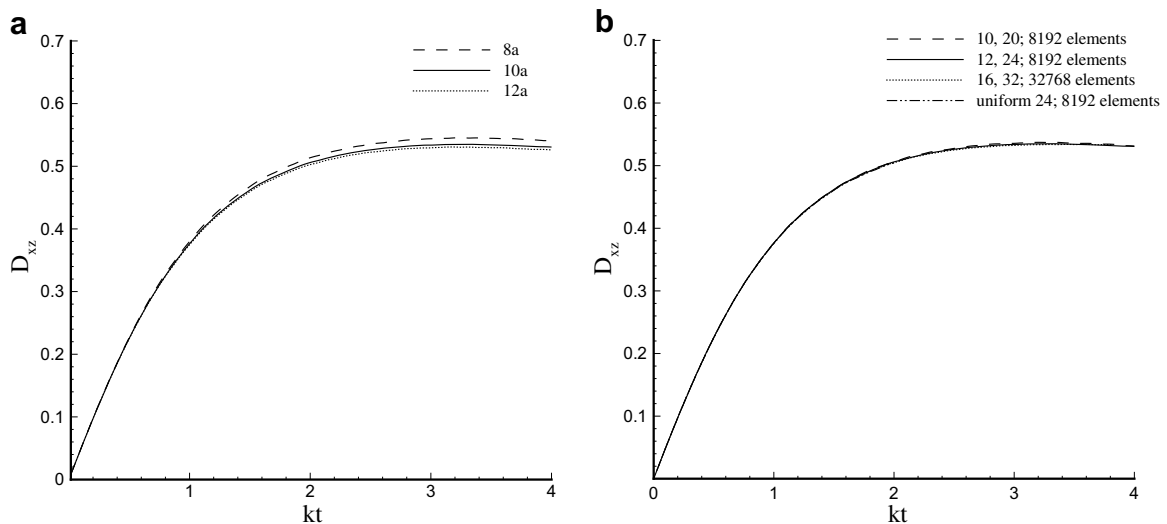 a
0.7
0.6
0.5
0.4
0.3
0.2
0.1
0
D_xz
1
2
3
4
kt
8a
10a
12a
b
0.7
0.6
0.5
0.4
0.3
0.2
0.1
D_xz
0
1
2
3
4
kt
10, 20; 8192 elements
12, 24; 8192 elements
16, 32; 32768 elements
uniform 24; 8192 elements